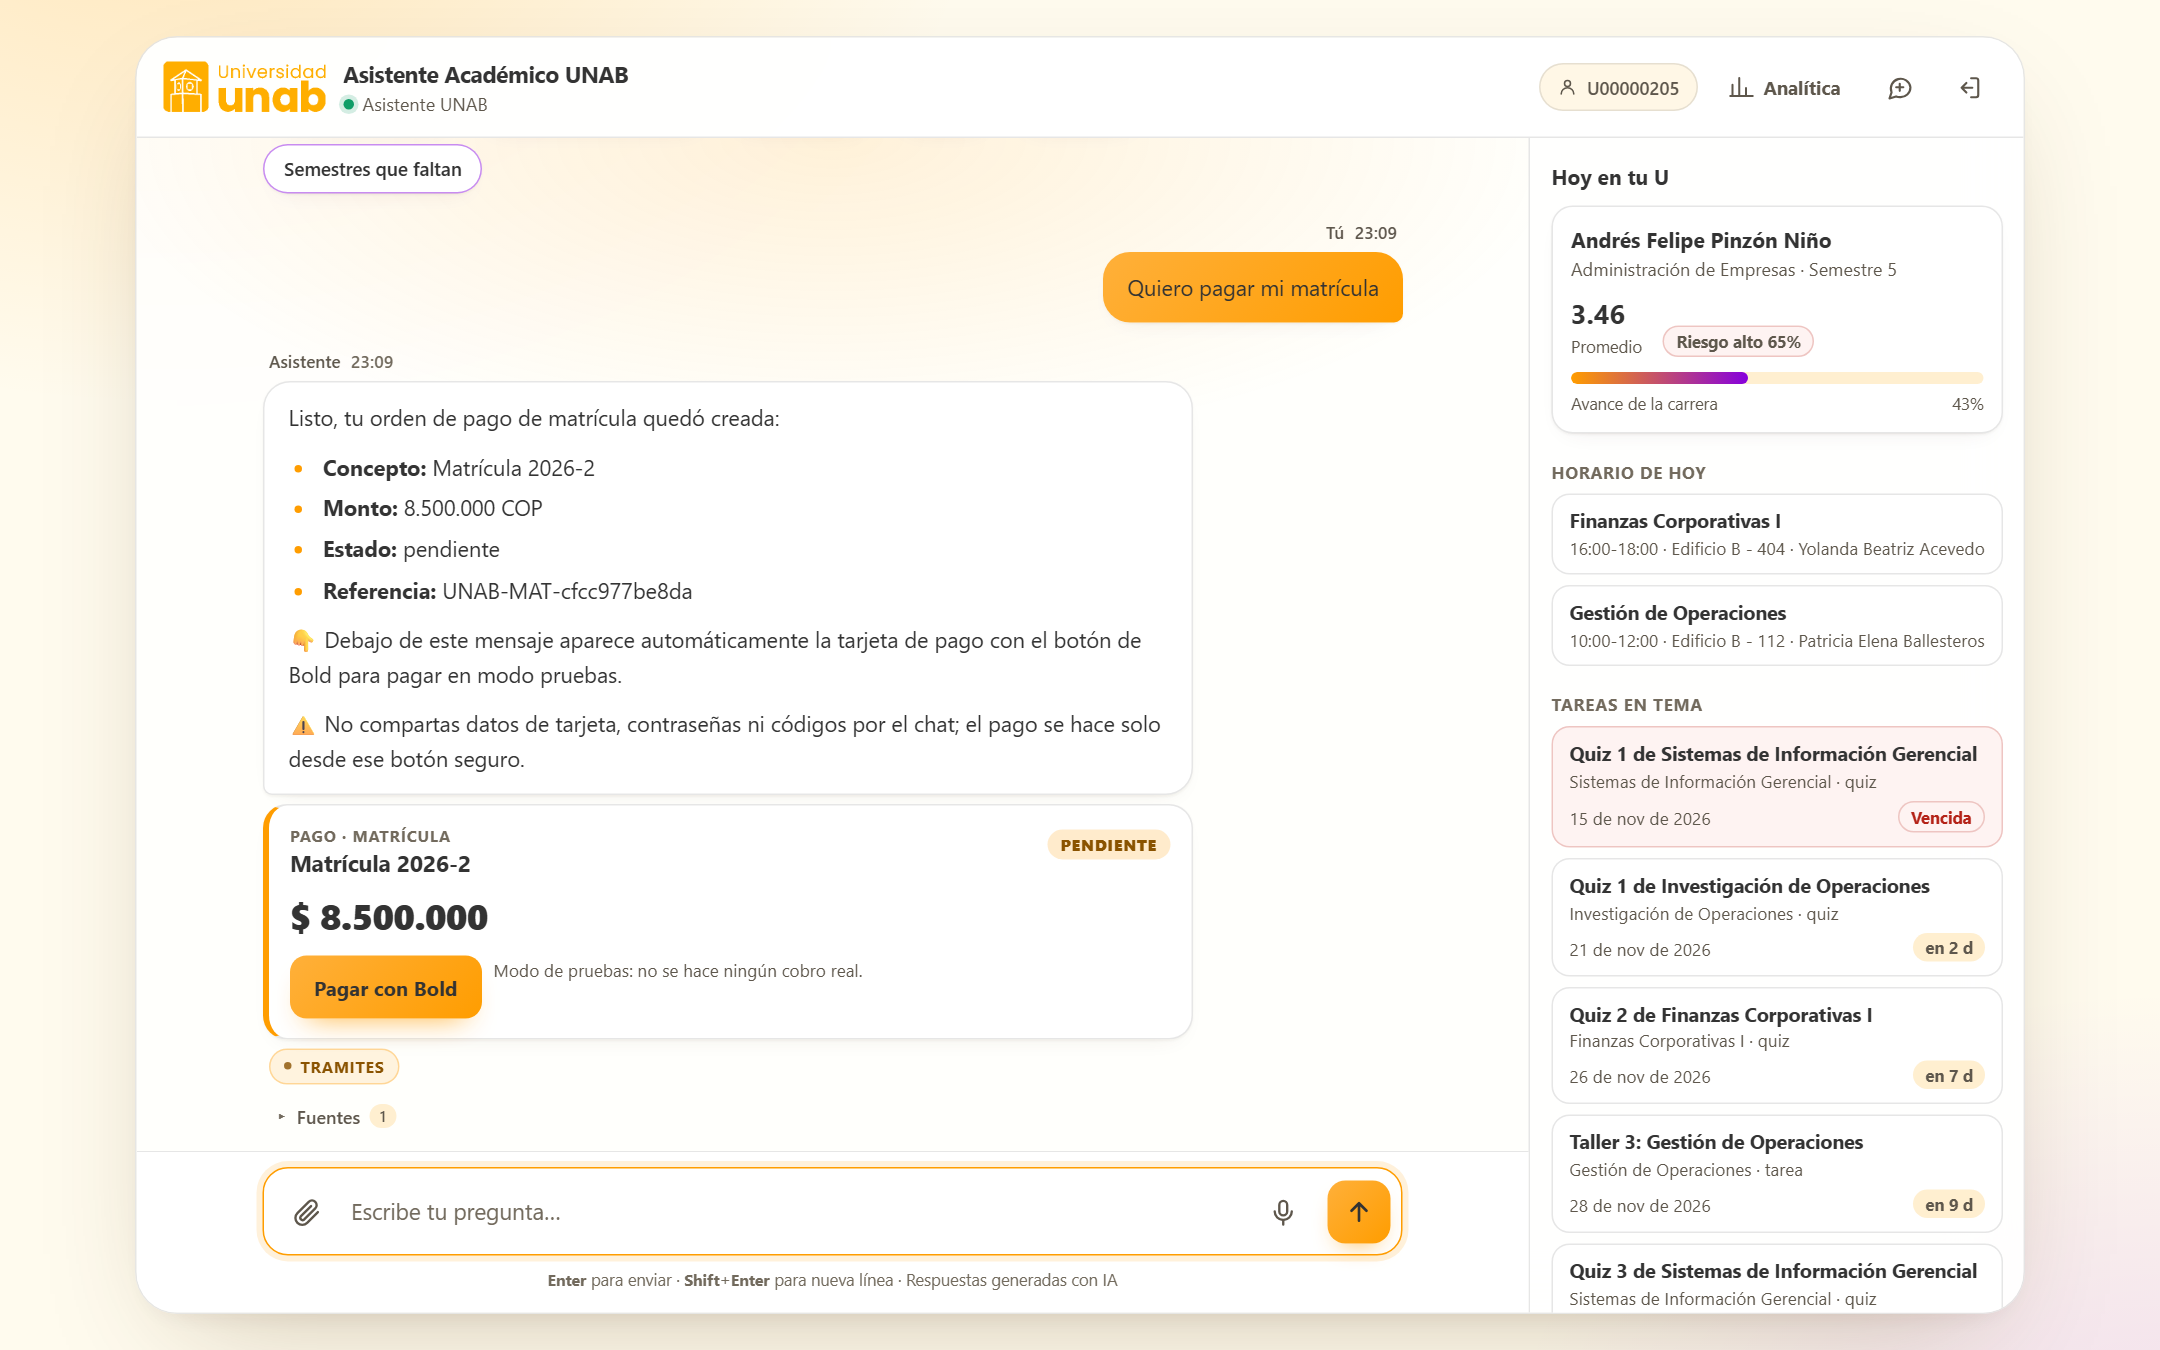 Universidad
unab
Asistente Académico UNAB
Asistente UNAB
U00000205
Analítica
Semestres que faltan
Tú 23:09
Quiero pagar mi matrícula
Asistente 23:09
Listo, tu orden de pago de matrícula quedó creada:
• Concepto: Matrícula 2026-2
• Monto: 8.500.000 COP
• Estado: pendiente
• Referencia: UNAB-MAT-cfcc977be8da
👇 Debajo de este mensaje aparece automáticamente la tarjeta de pago con el botón de
Bold para pagar en modo pruebas.
⚠️ No compartas datos de tarjeta, contraseñas ni códigos por el chat; el pago se hace solo
desde ese botón seguro.
PAGO · MATRÍCULA
PENDIENTE
Matrícula 2026-2
$ 8.500.000
Pagar con Bold
Modo de pruebas: no se hace ningún cobro real.
TRAMITES
Fuentes 1
Escribe tu pregunta...
Enter para enviar · Shift+Enter para nueva línea · Respuestas generadas con IA
Hoy en tu U
Andrés Felipe Pinzón Niño
Administración de Empresas · Semestre 5
3.46
Promedio
Riesgo alto 65%
Avance de la carrera 43%
HORARIO DE HOY
Finanzas Corporativas I
16:00-18:00 · Edificio B - 404 · Yolanda Beatriz Acevedo
Gestión de Operaciones
10:00-12:00 · Edificio B - 112 · Patricia Elena Ballesteros
TAREAS EN TEMA
Quiz 1 de Sistemas de Información Gerencial
Sistemas de Información Gerencial · quiz
15 de nov de 2026 Vencida
Quiz 1 de Investigación de Operaciones
Investigación de Operaciones · quiz
21 de nov de 2026 en 2 d
Quiz 2 de Finanzas Corporativas I
Finanzas Corporativas I · quiz
26 de nov de 2026 en 7 d
Taller 3: Gestión de Operaciones
Gestión de Operaciones · tarea
28 de nov de 2026 en 9 d
Quiz 3 de Sistemas de Información Gerencial
Sistemas de Información Gerencial · quiz